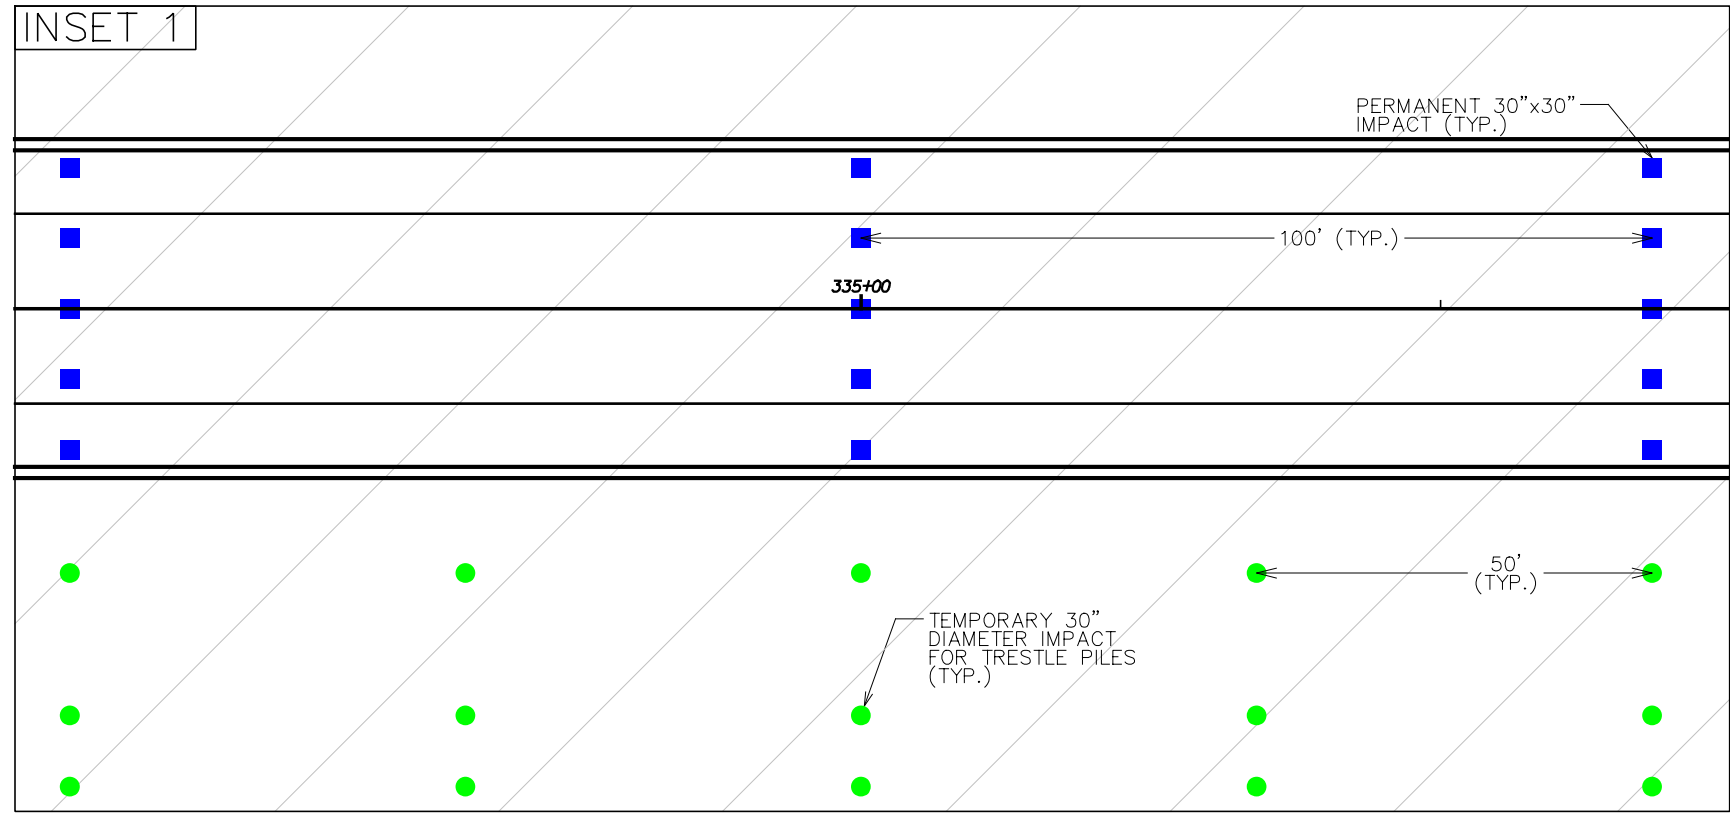 INSET 1
PERMANENT 30”x30”
IMPACT (TYP.)
100’ (TYP.)
335+00
50’
(TYP.)
TEMPORARY 30”
DIAMETER IMPACT
FOR TRESTLE PILES
(TYP.)